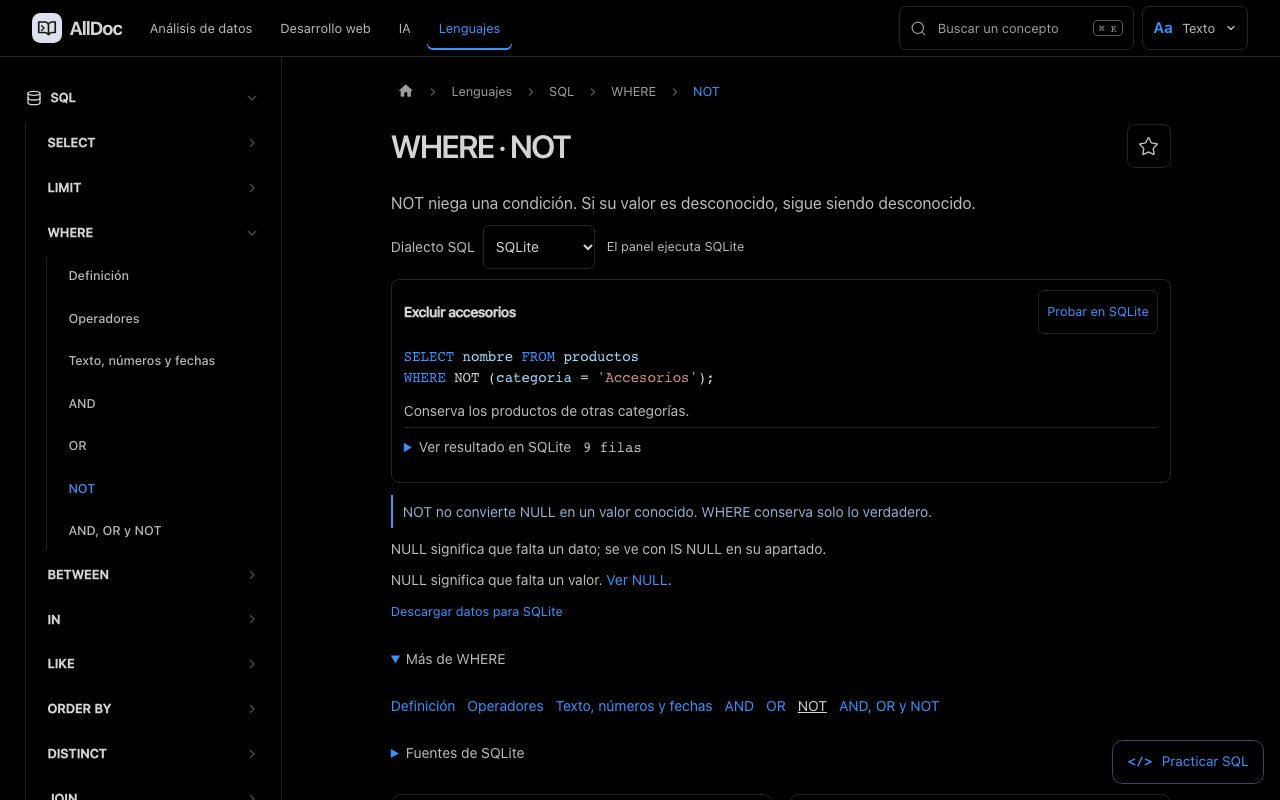 AllDoc
Análisis de datos
Desarrollo web
IA
Lenguajes
Buscar un concepto
⌘ K
Aa Texto
SQL
SELECT
LIMIT
WHERE
Definición
Operadores
Texto, números y fechas
AND
OR
NOT
AND, OR y NOT
BETWEEN
IN
LIKE
ORDER BY
DISTINCT
JOIN
Lenguajes > SQL > WHERE > NOT
WHERE · NOT
NOT niega una condición. Si su valor es desconocido, sigue siendo desconocido.
Dialecto SQL SQLite El panel ejecuta SQLite
Excluir accesorios
Probar en SQLite
SELECT nombre FROM productos
WHERE NOT (categoria = 'Accesorios');
Conserva los productos de otras categorías.
Ver resultado en SQLite 9 filas
NOT no convierte NULL en un valor conocido. WHERE conserva solo lo verdadero.
NULL significa que falta un dato; se ve con IS NULL en su apartado.
NULL significa que falta un valor. Ver NULL.
Descargar datos para SQLite
Más de WHERE
Definición Operadores Texto, números y fechas AND OR NOT AND, OR y NOT
Fuentes de SQLite
</> Practicar SQL